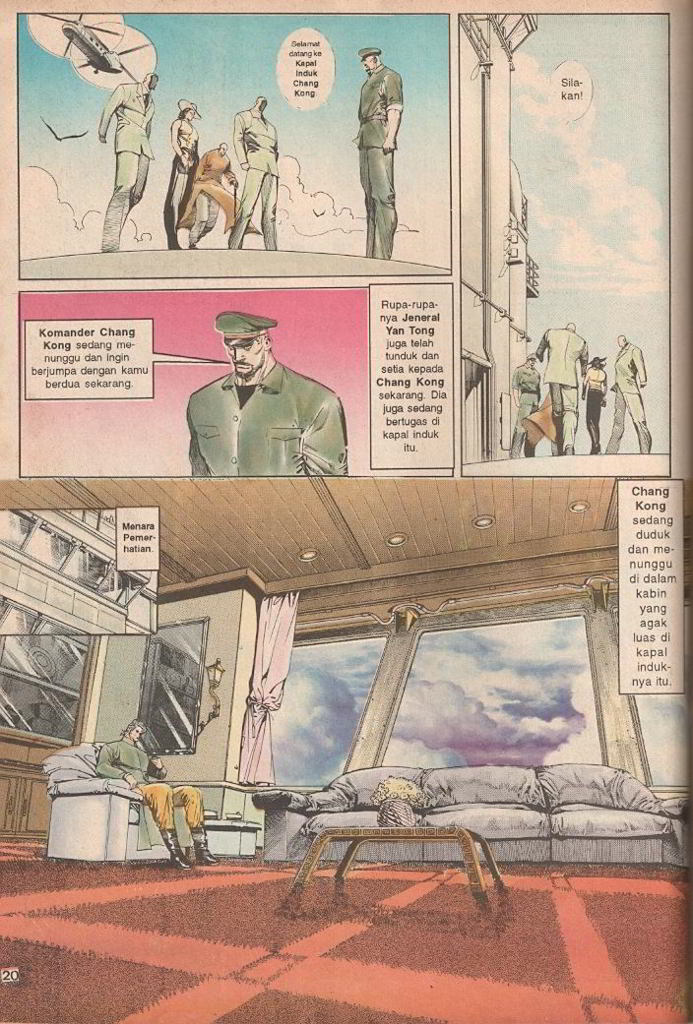 Selamat
datang ke
Kapal
Induk
Chang
Kong.
Sila-
kan!
Komander Chang
Kong sedang me-
nunggu dan ingin
berjumpa dengan kamu
berdua sekarang.
Rupa-rupa-
nya Jeneral
Yan Tong
juga telah
tunduk dan
setia kepada
Chang Kong
sekarang. Dia
juga sedang
bertugas di
kapal induk
itu.
Menara
Pemer-
hatian.
Chang
Kong
sedang
duduk
dan me-
nunggu
di dalam
kabin
yang
agak
luas di
kapal
induk-
nya itu.
20